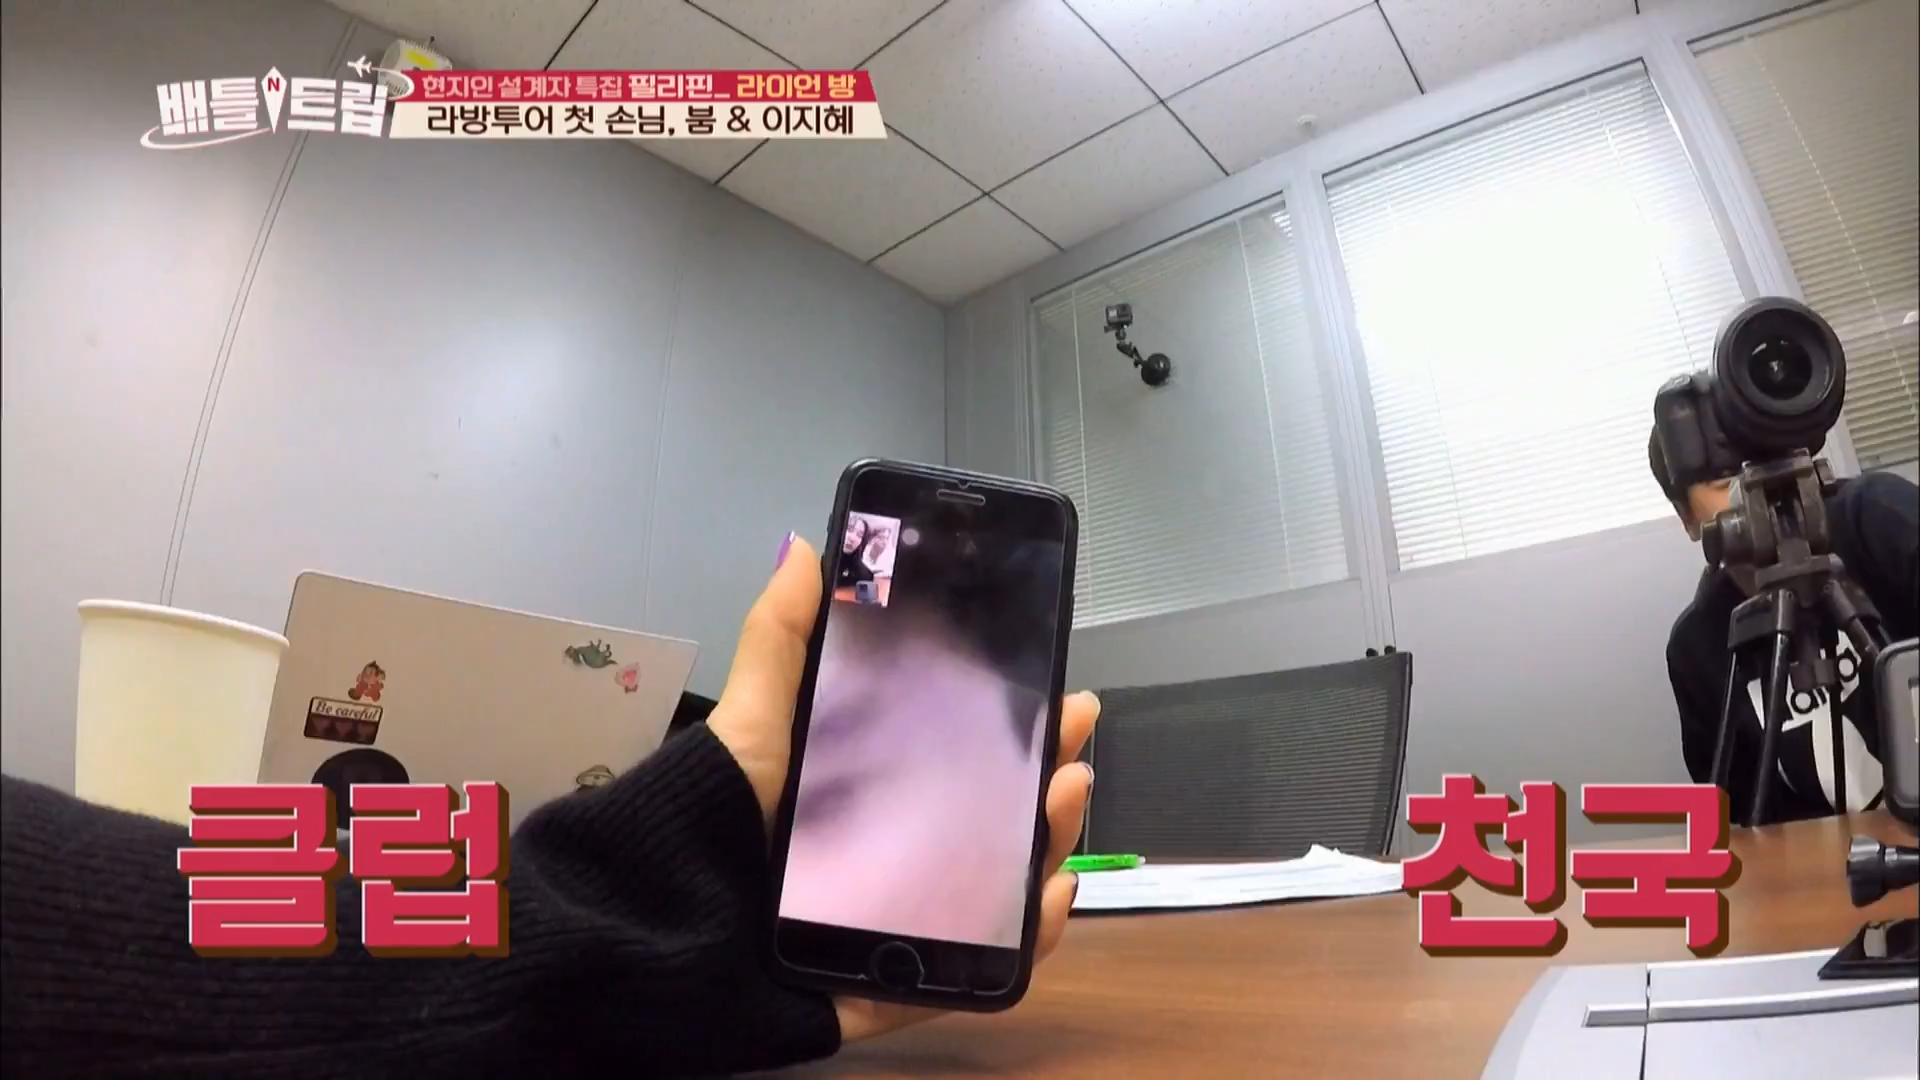 배틀트립
N
현지인 설계자 특집 필리핀_ 라이언 방
라방투어 첫 손님, 붐 & 이지혜
Be careful
클럽
천국